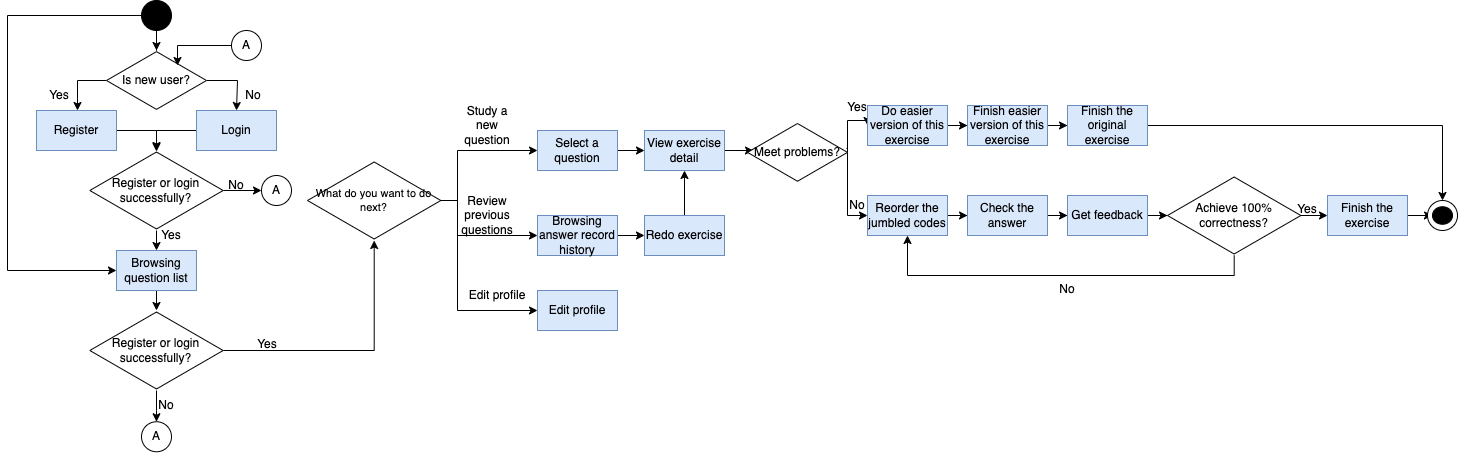 A
Is new user?
Yes
No
Register
Login
Register or login
successfully?
No
A
Yes
Browsing
question list
Register or login
successfully?
Yes
No
A
What do you want to do
next?
Study a
new
question
Select a
question
View exercise
detail
Review
previous
questions
Browsing
answer record
history
Redo exercise
Edit profile
Edit profile
Meet problems?
Yes
Do easier
version of this
exercise
Finish easier
version of this
exercise
Finish the
original
exercise
No
Reorder the
jumbled codes
Check the
answer
Get feedback
Achieve 100%
correctness?
Yes
Finish the
exercise
No